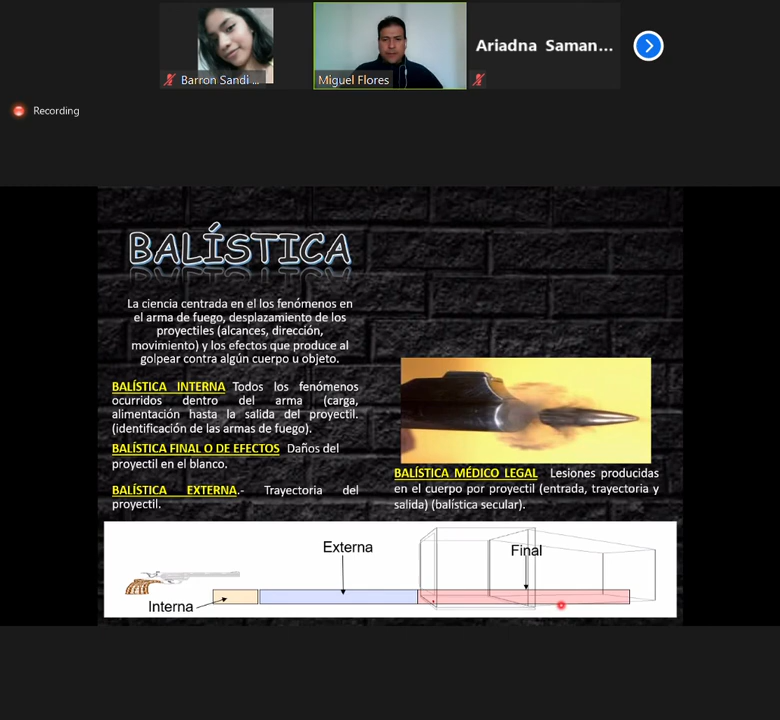 Barron Sandi ...
Miguel Flores
Ariadna Saman...
Recording
BALÍSTICA
La ciencia centrada en el los fenómenos en
el arma de fuego, desplazamiento de los
proyectiles (alcances, dirección,
movimiento) y los efectos que produce al
golpear contra algún cuerpo u objeto.
BALÍSTICA INTERNA Todos los fenómenos
ocurridos dentro del arma (carga,
alimentación hasta la salida del proyectil.
(identificación de las armas de fuego).
BALÍSTICA FINAL O DE EFECTOS Daños del
proyectil en el blanco.
BALÍSTICA EXTERNA.- Trayectoria del
proyectil.
BALÍSTICA MÉDICO LEGAL Lesiones producidas
en el cuerpo por proyectil (entrada, trayectoria y
salida) (balística secular).
Externa
Final
Interna